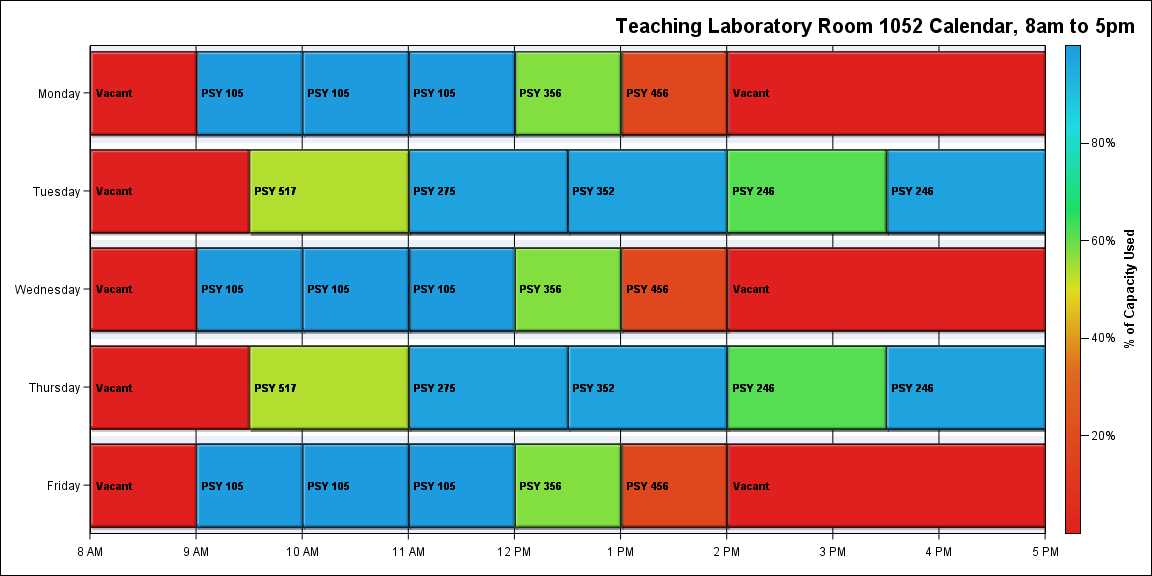 Teaching Laboratory Room 1052 Calendar, 8am to 5pm
Monday
Vacant
PSY 105
PSY 105
PSY 105
PSY 356
PSY 456
Vacant
Tuesday
Vacant
PSY 517
PSY 275
PSY 352
PSY 246
PSY 246
Wednesday
Vacant
PSY 105
PSY 105
PSY 105
PSY 356
PSY 456
Vacant
Thursday
Vacant
PSY 517
PSY 275
PSY 352
PSY 246
PSY 246
Friday
Vacant
PSY 105
PSY 105
PSY 105
PSY 356
PSY 456
Vacant
8 AM
9 AM
10 AM
11 AM
12 PM
1 PM
2 PM
3 PM
4 PM
5 PM
80%
60%
40%
20%
% of Capacity Used